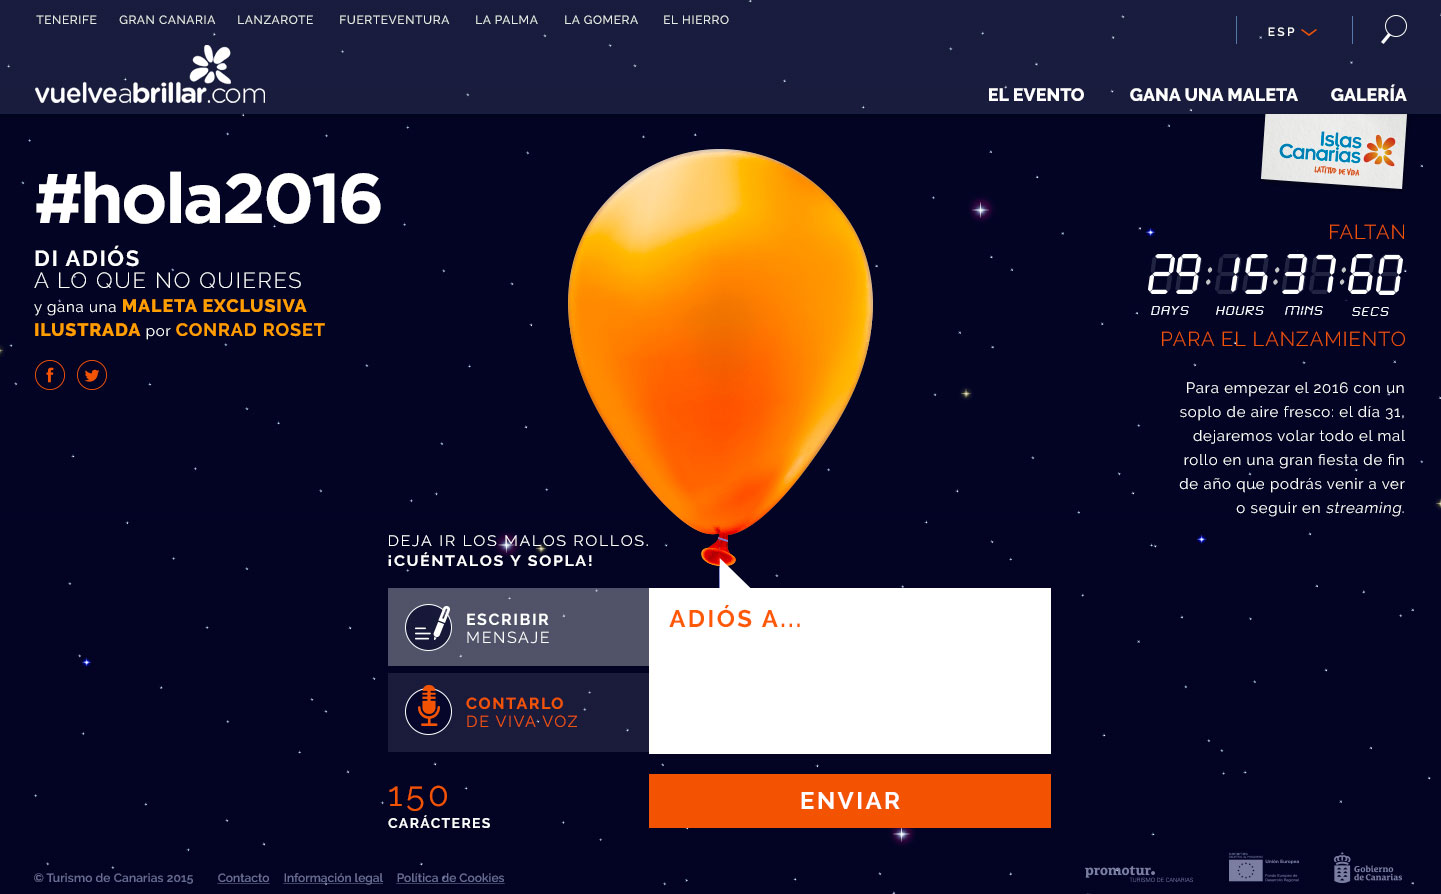 TENERIFE GRAN CANARIA LANZAROTE FUERTEVENTURA LA PALMA LA GOMERA EL HIERRO
ESP
vuelveabrillar.com
EL EVENTO GANA UNA MALETA GALERÍA
Islas
Canarias
LATITUD DE VIDA
#hola2016
DI ADIÓS
A LO QUE NO QUIERES
y gana una MALETA EXCLUSIVA
ILUSTRADA por CONRAD ROSET
FALTAN
29:15:37:60
DAYS HOURS MINS SECS
PARA EL LANZAMIENTO
Para empezar el 2016 con un
soplo de aire fresco: el día 31,
dejaremos volar todo el mal
rollo en una gran fiesta de fin
de año que podrás venir a ver
o seguir en streaming.
DEJA IR LOS MALOS ROLLOS.
¡CUÉNTALOS Y SOPLA!
ESCRIBIR
MENSAJE
CONTARLO
DE VIVA VOZ
ADIÓS A...
150
CARÁCTERES
ENVIAR
© Turismo de Canarias 2015 Contacto Información legal Política de Cookies
promotur.
TURISMO DE CANARIAS
Unión Europea
Fondo Europeo de
Desarrollo Regional
Gobierno
de Canarias